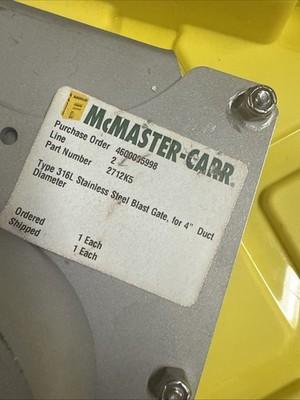 McMASTER-CARR®
Purchase Order 4600095998
Line 2
Part Number 2712K5
Type 316L Stainless Steel Blast Gate, for 4" Duct
Diameter
Ordered 1 Each
Shipped 1 Each